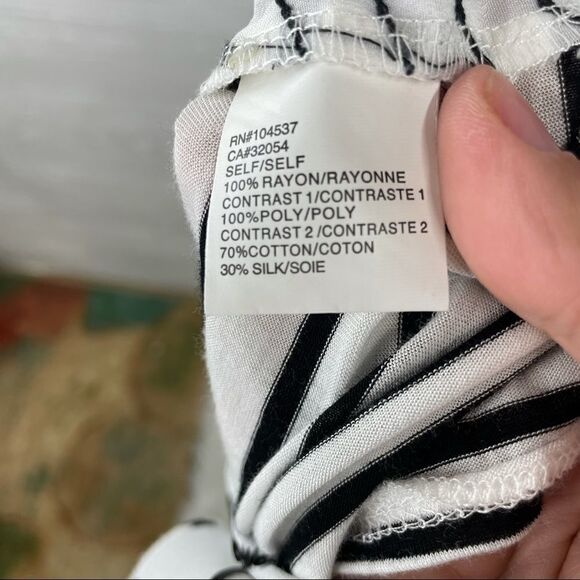 RN#104537
CA#32054
SELF/SELF
100% RAYON/RAYONNE
CONTRAST 1/CONTRASTE 1
100%POLY/POLY
CONTRAST 2 /CONTRASTE 2
70%COTTON/COTON
30% SILK/SOIE